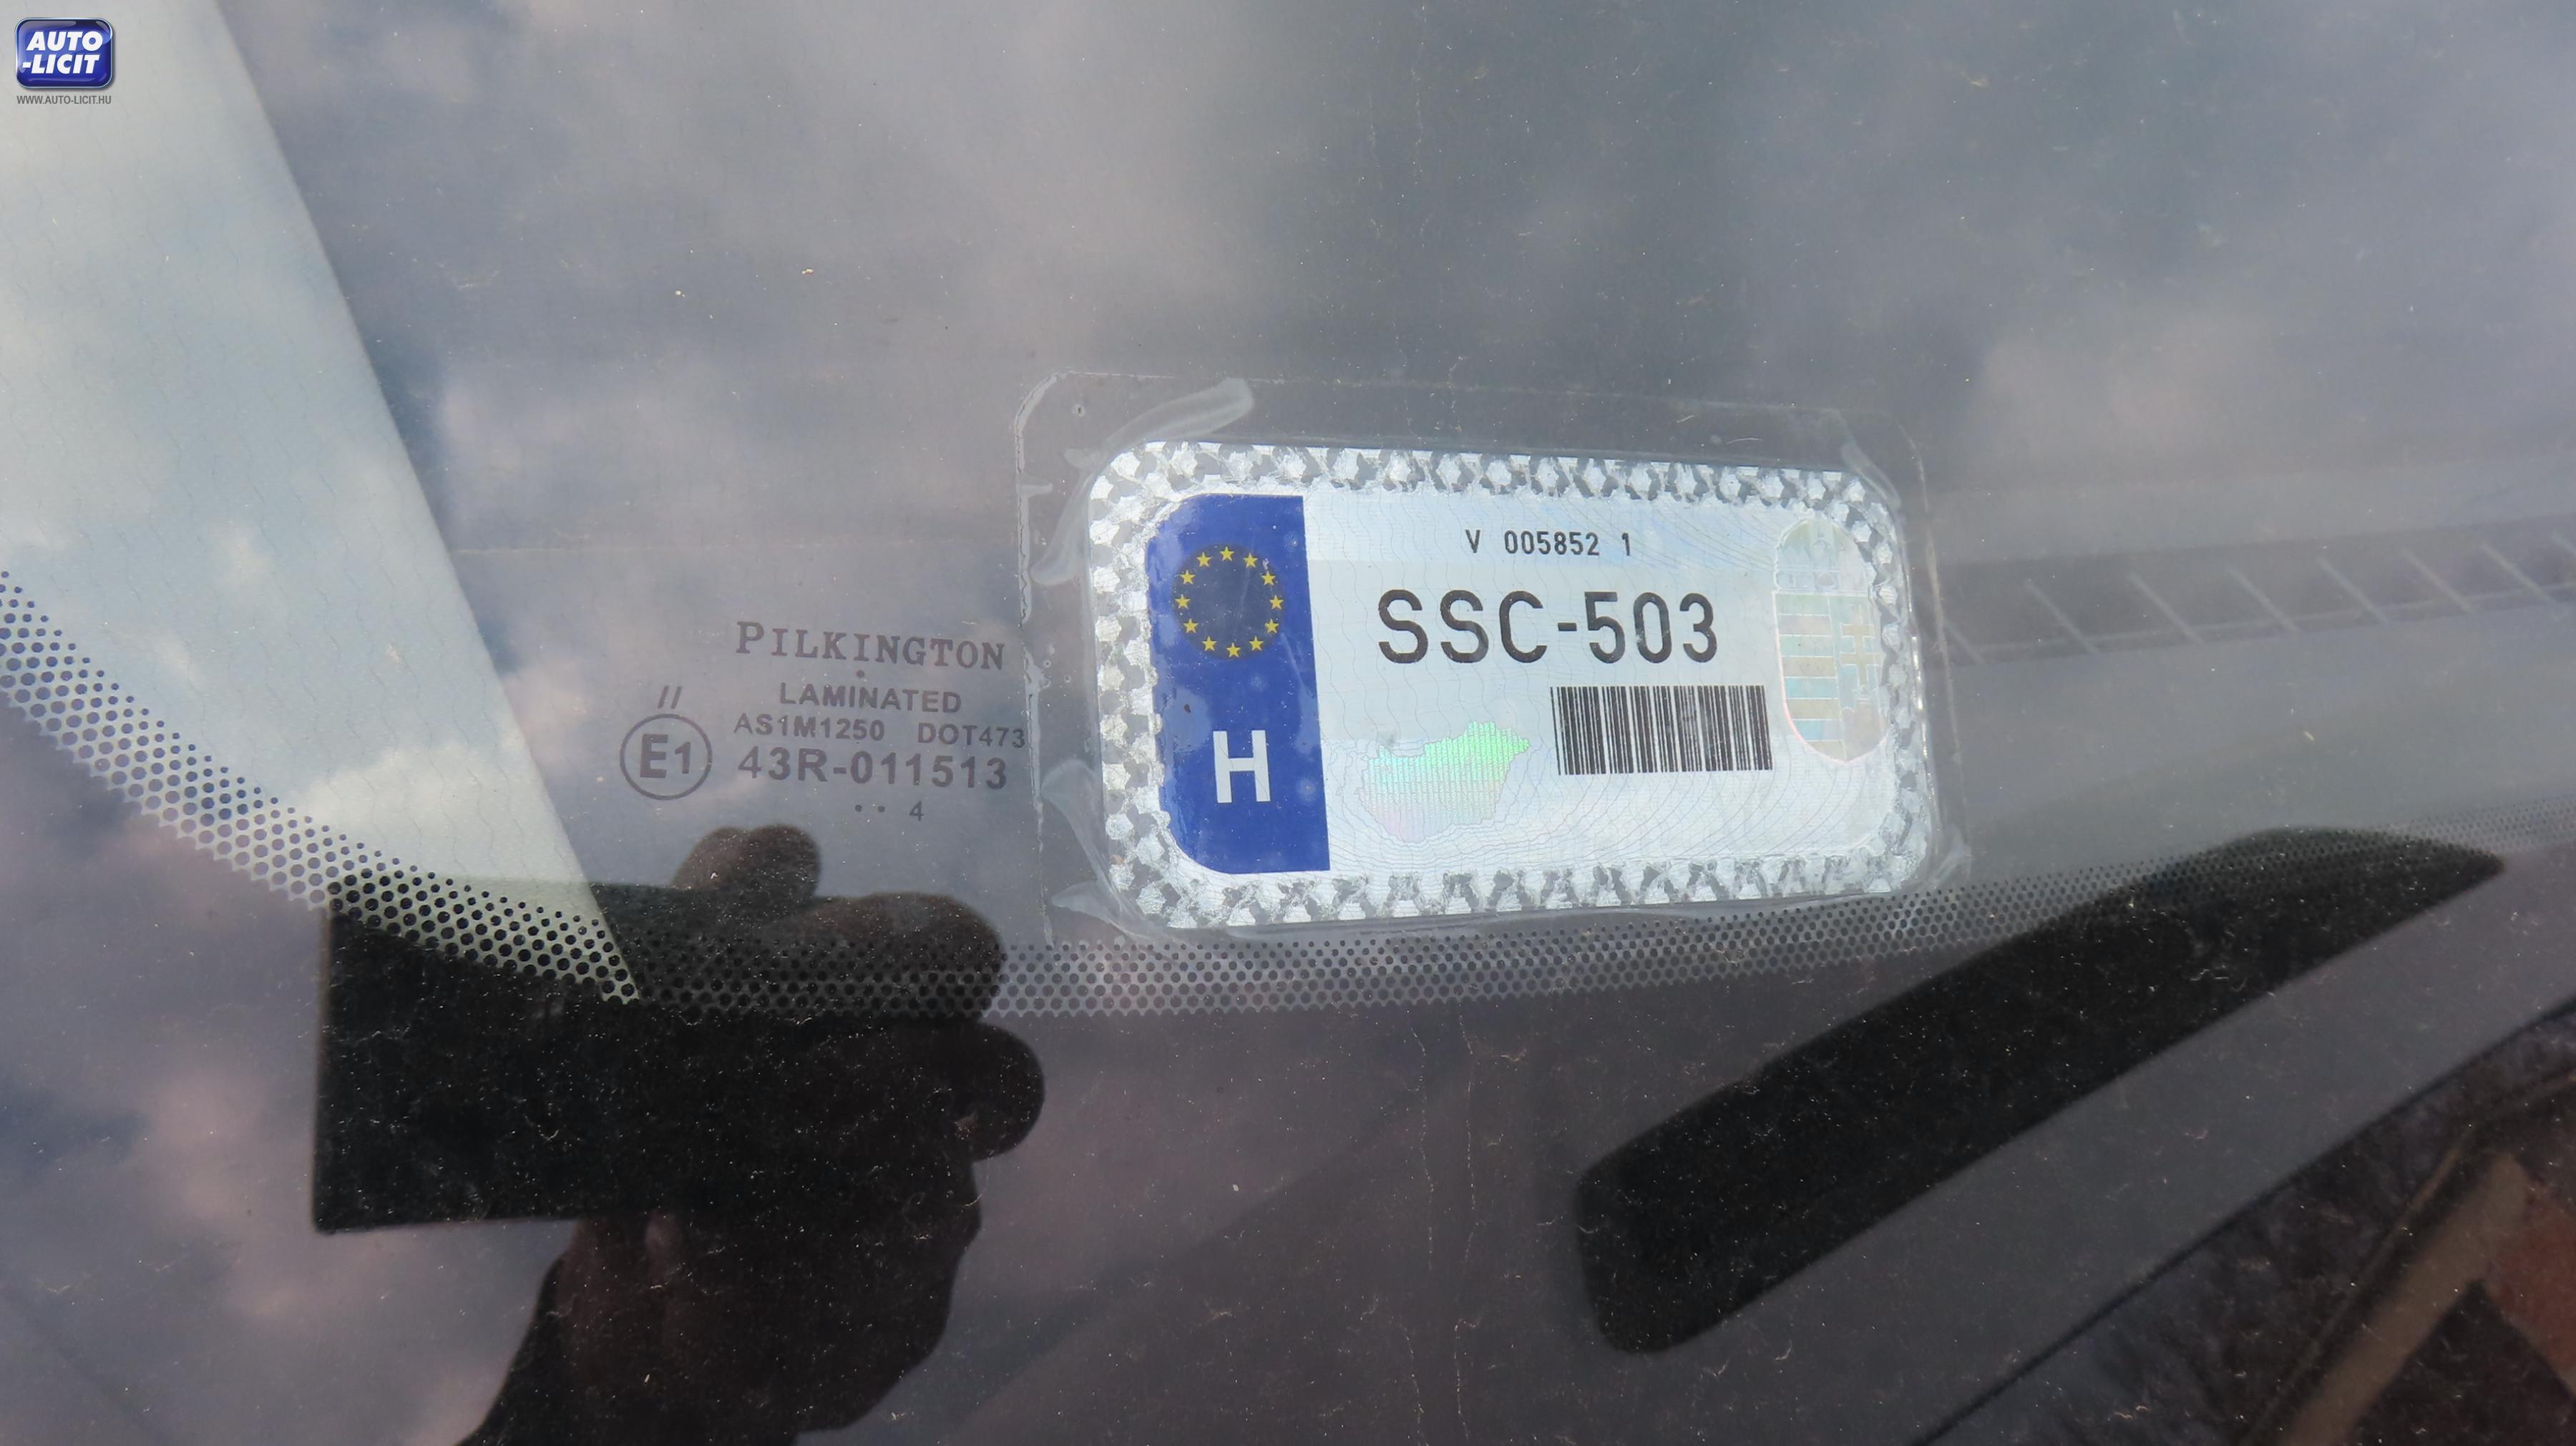 AUTO
-LICIT
WWW.AUTO-LICIT.HU
PILKINGTON
//
LAMINATED
AS1M1250 DOT473
E1
43R-011513
.. 4
V 005852 1
SSC-503
H